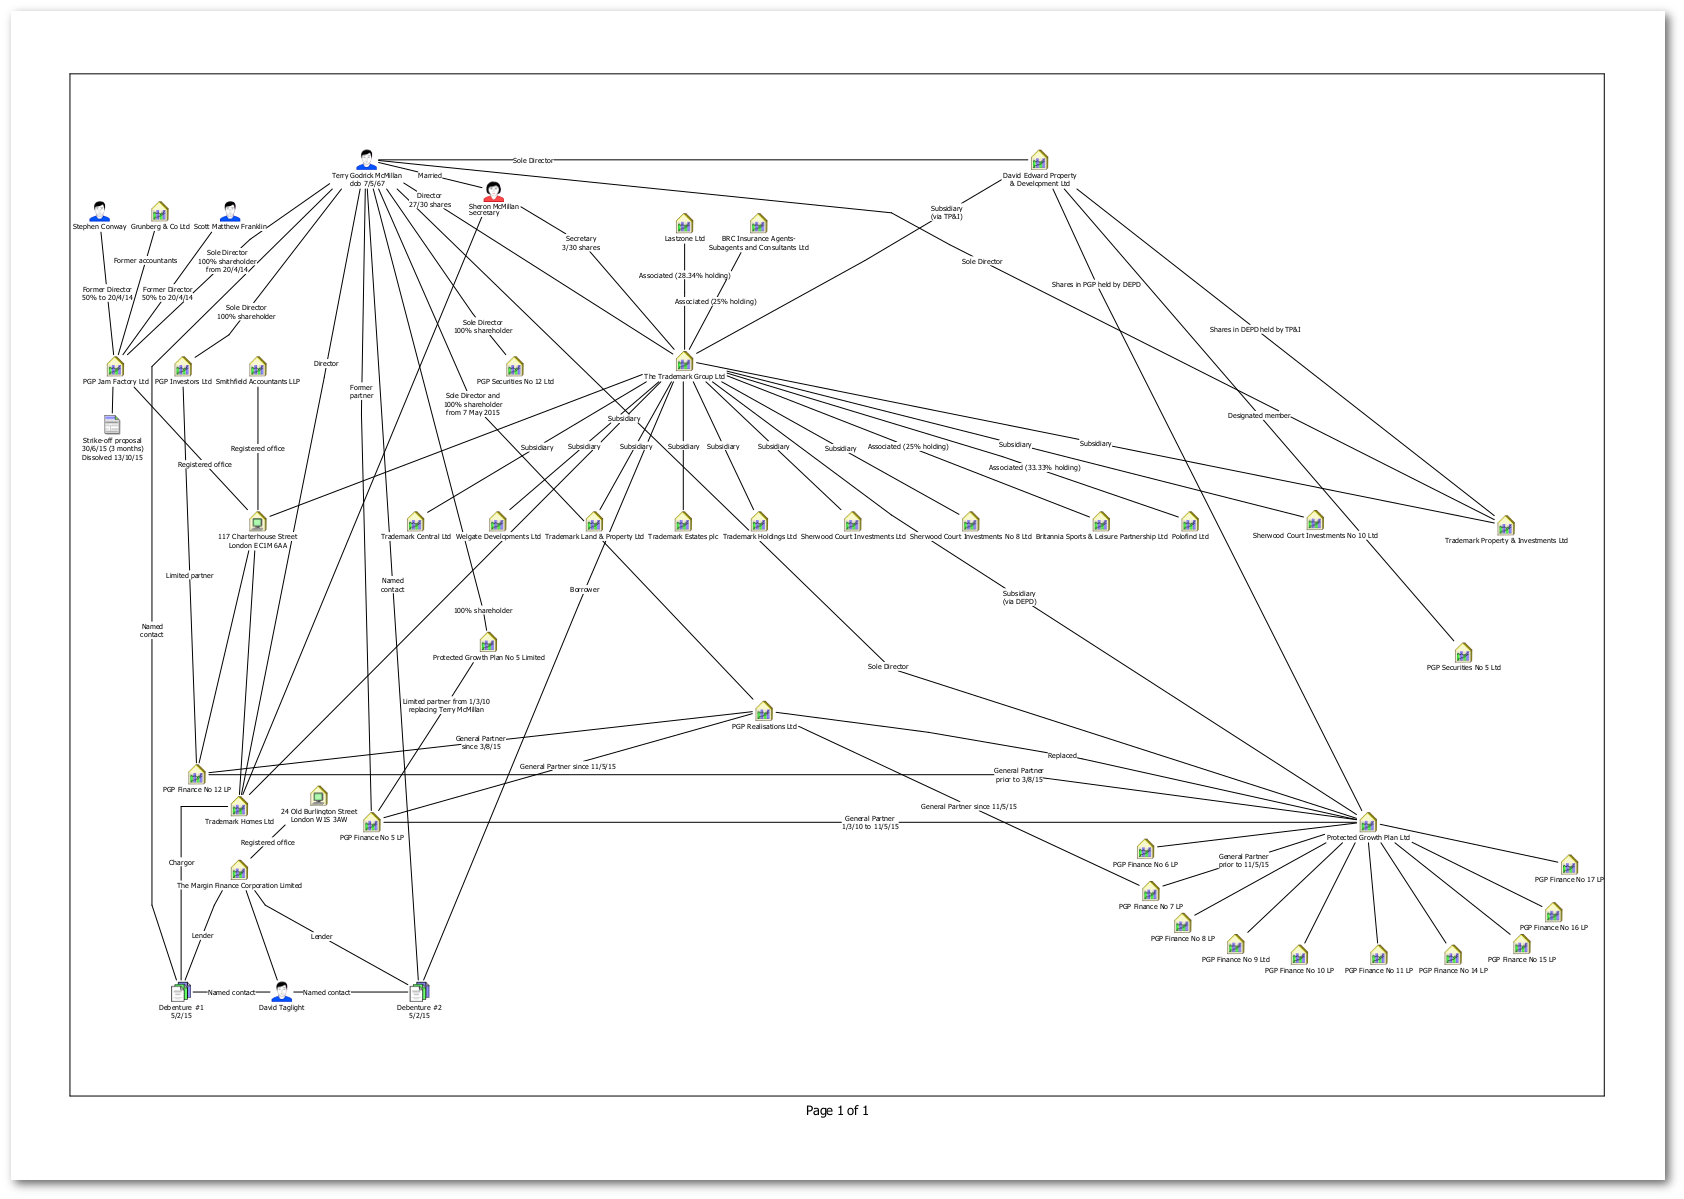 Sole Director
Terry Godrick McMillan
dob 7/5/67
Married
David Edward Property
& Development Ltd
Director
27/30 shares
Sheron McMillan
Secretary
Subsidiary
(via TP&I)
Stephen Conway
Grunberg & Co Ltd
Scott Matthew Franklin
Lastzone Ltd
BRC Insurance Agents-
Subagents and Consultants Ltd
Secretary
3/30 shares
Sole Director
100% shareholder
from 20/4/14
Former accountants
Sole Director
Associated (28.34% holding)
Shares in PGP held by DEPD
Former Director
50% to 20/4/14
Former Director
50% to 20/4/14
Associated (25% holding)
Sole Director
100% shareholder
Sole Director
100% shareholder
Shares in DEPD held by TP&I
Director
PGP Jam Factory Ltd
PGP Investors Ltd
Smithfield Accountants LLP
Former
partner
PGP Securities No 12 Ltd
The Trademark Group Ltd
Sole Director and
100% shareholder
from 7 May 2015
Designated member
Strike-off proposal
30/6/15 (3 months)
Dissolved 13/10/15
Registered office
Registered office
Subsidiary
Subsidiary
Subsidiary
Subsidiary
Subsidiary
Subsidiary
Subsidiary
Subsidiary
Associated (25% holding)
Subsidiary
Subsidiary
Associated (33.33% holding)
117 Charterhouse Street
London EC1M 6AA
Trademark Central Ltd
Welgate Developments Ltd
Trademark Land & Property Ltd
Trademark Estates plc
Trademark Holdings Ltd
Sherwood Court Investments Ltd
Sherwood Court Investments No 8 Ltd
Britannia Sports & Leisure Partnership Ltd
Polofind Ltd
Sherwood Court Investments No 10 Ltd
Trademark Property & Investments Ltd
Limited partner
Named
contact
Borrower
Subsidiary
(via DEPD)
100% shareholder
Named
contact
Protected Growth Plan No 5 Limited
Sole Director
PGP Securities No 5 Ltd
Limited partner from 1/3/10
replacing Terry McMillan
PGP Realisations Ltd
General Partner
since 3/8/15
Replaced
General Partner since 11/5/15
General Partner
prior to 3/8/15
PGP Finance No 12 LP
24 Old Burlington Street
London W1S 3AW
Trademark Homes Ltd
General Partner since 11/5/15
General Partner
1/3/10 to 11/5/15
PGP Finance No 5 LP
Protected Growth Plan Ltd
Registered office
Chargor
The Margin Finance Corporation Limited
PGP Finance No 6 LP
General Partner
prior to 11/5/15
PGP Finance No 17 LP
PGP Finance No 7 LP
PGP Finance No 16 LP
Lender
Lender
PGP Finance No 8 LP
PGP Finance No 9 Ltd
PGP Finance No 10 LP
PGP Finance No 11 LP
PGP Finance No 14 LP
PGP Finance No 15 LP
Named contact
Named contact
Debenture #1
5/2/15
David Taglight
Debenture #2
5/2/15
Page 1 of 1